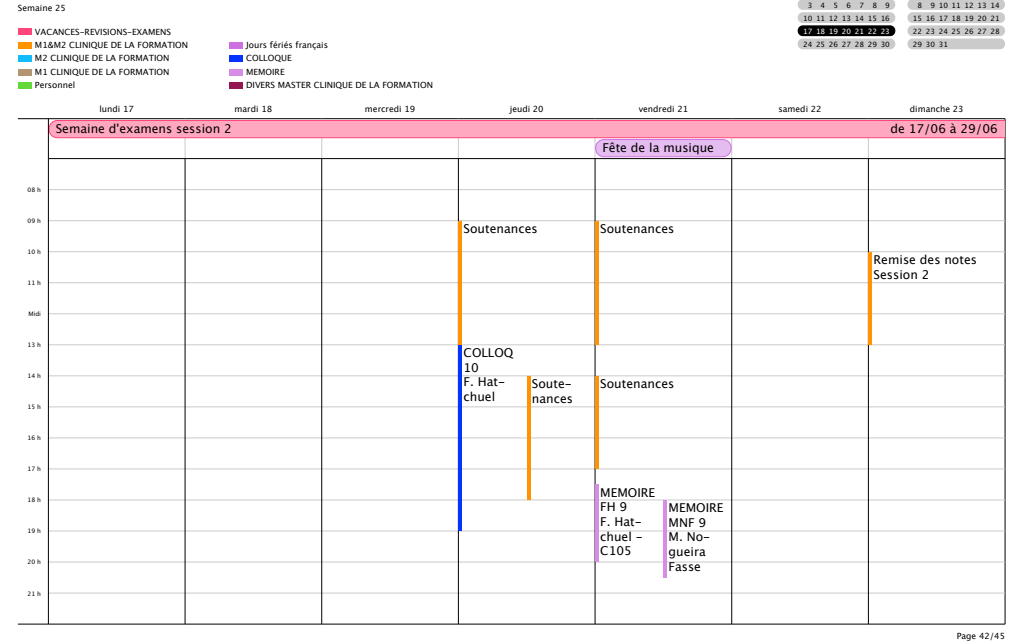 Semaine 25
3 4 5 6 7 8 9
10 11 12 13 14 15 16
17 18 19 20 21 22 23
24 25 26 27 28 29 30
8 9 10 11 12 13 14
15 16 17 18 19 20 21
22 23 24 25 26 27 28
29 30 31
VACANCES-REVISIONS-EXAMENS
M1&M2 CLINIQUE DE LA FORMATION
M2 CLINIQUE DE LA FORMATION
M1 CLINIQUE DE LA FORMATION
Personnel
Jours fériés français
COLLOQUE
MEMOIRE
DIVERS MASTER CLINIQUE DE LA FORMATION
lundi 17 mardi 18 mercredi 19 jeudi 20 vendredi 21 samedi 22 dimanche 23
Semaine d'examens session 2 de 17/06 à 29/06
Fête de la musique
08 h
09 h
10 h
11 h
Midi
13 h
14 h
15 h
16 h
17 h
18 h
19 h
20 h
21 h
Soutenances
COLLOQ
10
F. Hat-
chuel
Soute-
nances
Soutenances
Soutenances
MEMOIRE
FH 9
F. Hat-
chuel -
C105
MEMOIRE
MNF 9
M. No-
gueira
Fasse
Remise des notes
Session 2
Page 42/45